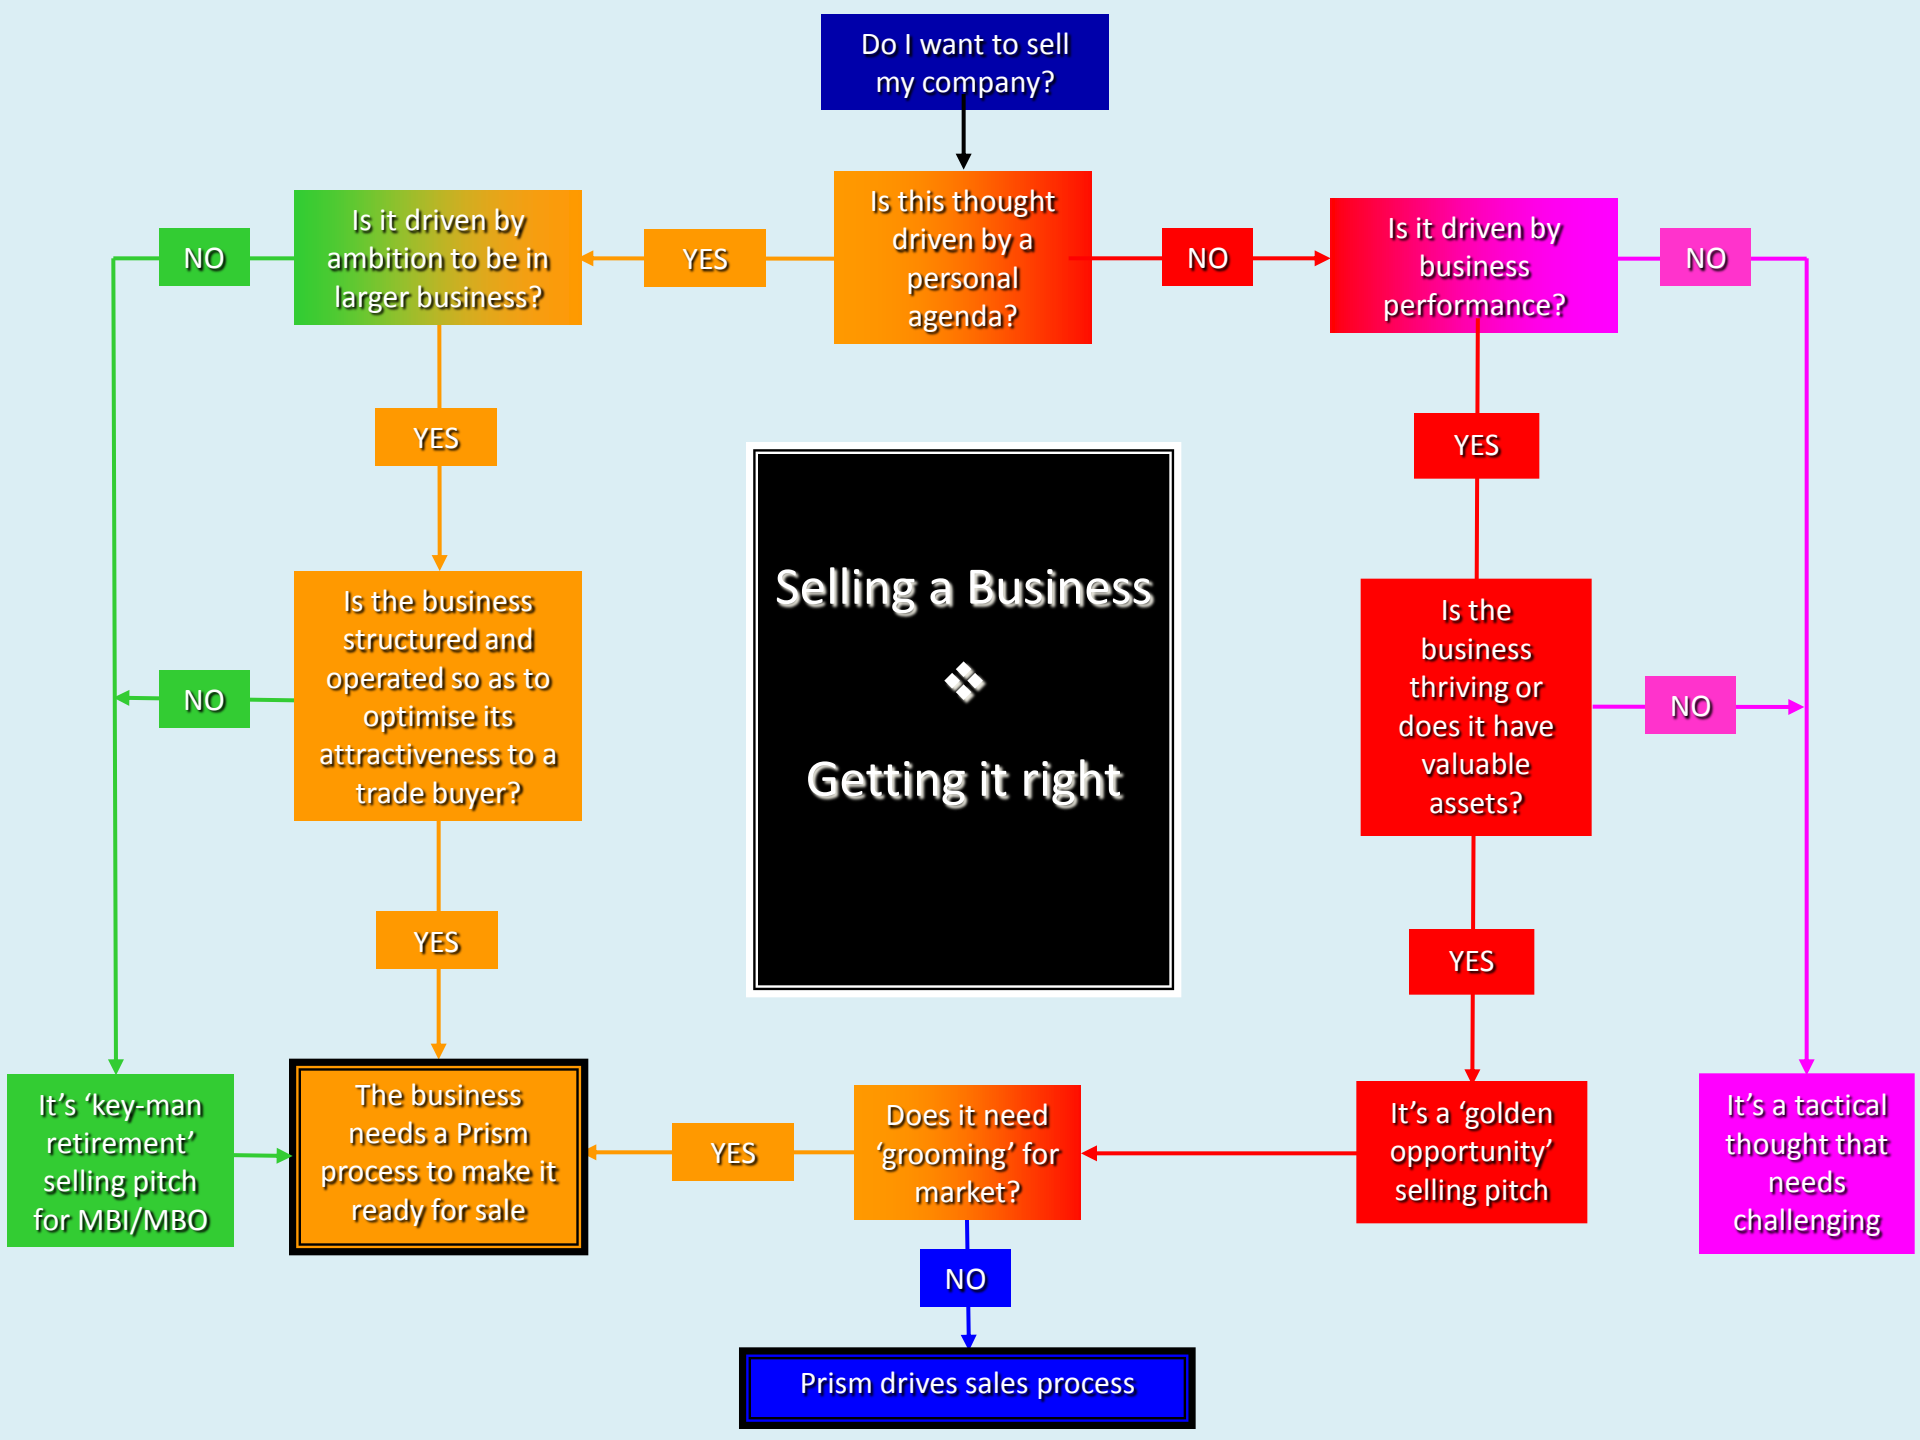 Do I want to sell
my company?
Is this thought
driven by a
personal
agenda?
YES
Is it driven by
ambition to be in
larger business?
NO
NO
Is it driven by
business
performance?
NO
YES
YES
Is the business
structured and
operated so as to
optimise its
attractiveness to a
trade buyer?
NO
Selling a Business
❖
Getting it right
Is the
business
thriving or
does it have
valuable
assets?
NO
YES
YES
It's ‘key-man
retirement’
selling pitch
for MBI/MBO
The business
needs a Prism
process to make it
ready for sale
YES
Does it need
‘grooming’ for
market?
It’s a ‘golden
opportunity’
selling pitch
It’s a tactical
thought that
needs
challenging
NO
Prism drives sales process